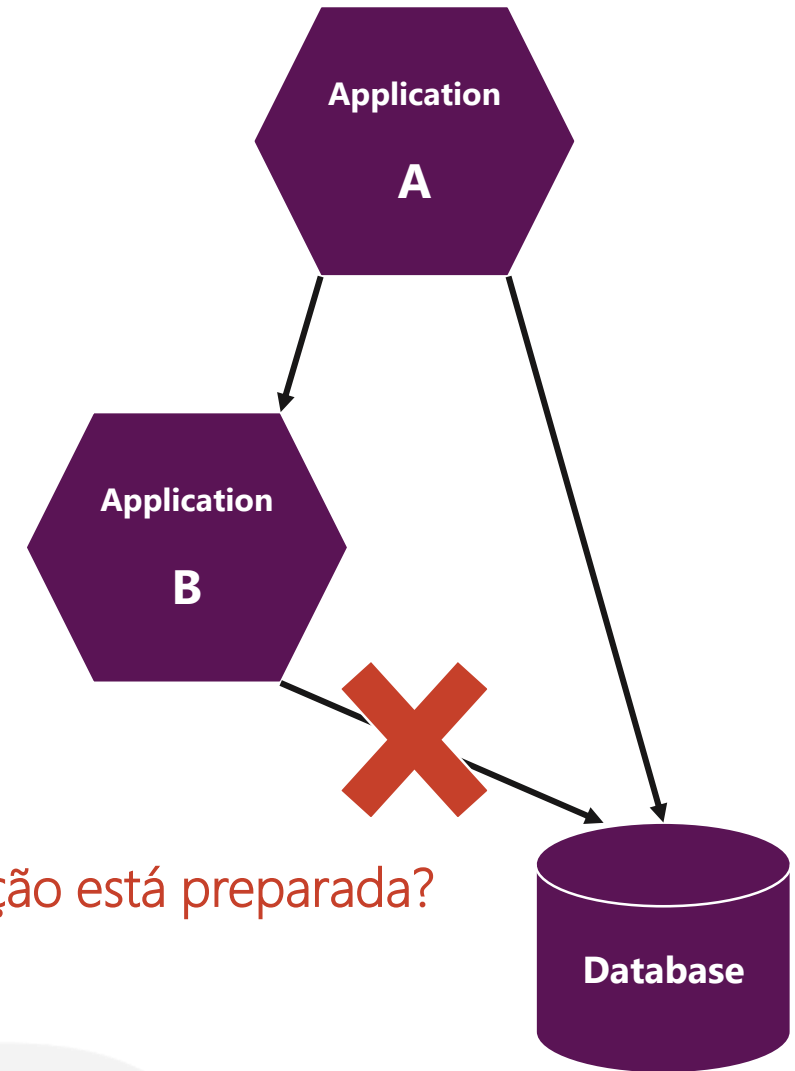 Application
A
Application
B
ção está preparada?
Database